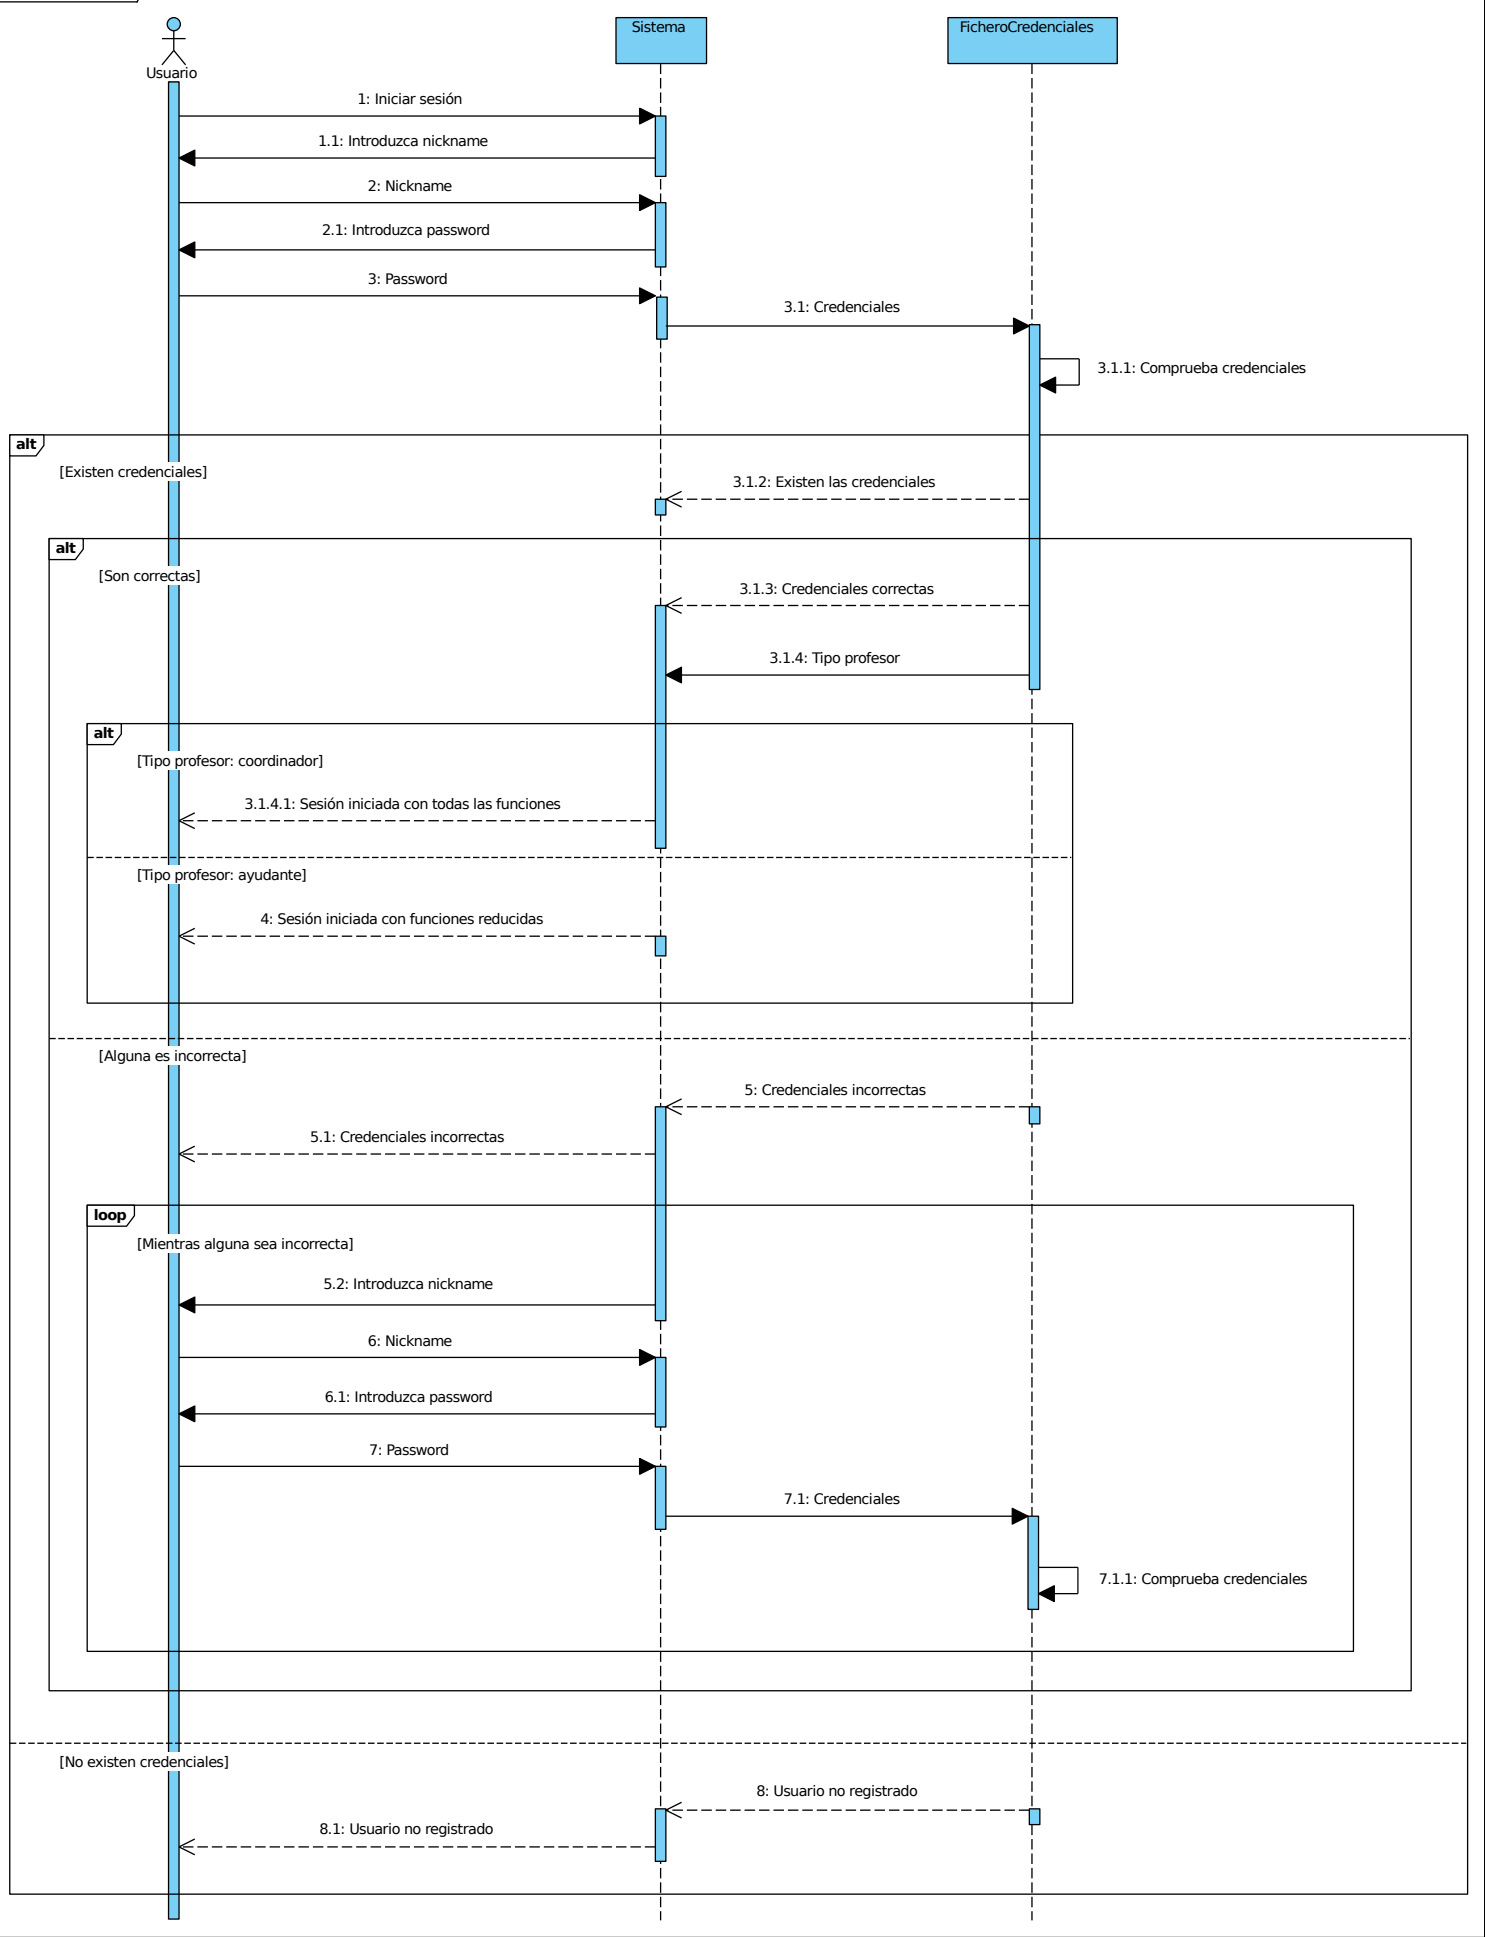 Usuario
Sistema
FicheroCredenciales
1: Iniciar sesión
1.1: Introduzca nickname
2: Nickname
2.1: Introduzca password
3: Password
3.1: Credenciales
3.1.1: Comprueba credenciales
alt
[Existen credenciales]
3.1.2: Existen las credenciales
alt
[Son correctas]
3.1.3: Credenciales correctas
3.1.4: Tipo profesor
alt
[Tipo profesor: coordinador]
3.1.4.1: Sesión iniciada con todas las funciones
[Tipo profesor: ayudante]
4: Sesión iniciada con funciones reducidas
[Alguna es incorrecta]
5: Credenciales incorrectas
5.1: Credenciales incorrectas
loop
[Mientras alguna sea incorrecta]
5.2: Introduzca nickname
6: Nickname
6.1: Introduzca password
7: Password
7.1: Credenciales
7.1.1: Comprueba credenciales
[No existen credenciales]
8: Usuario no registrado
8.1: Usuario no registrado